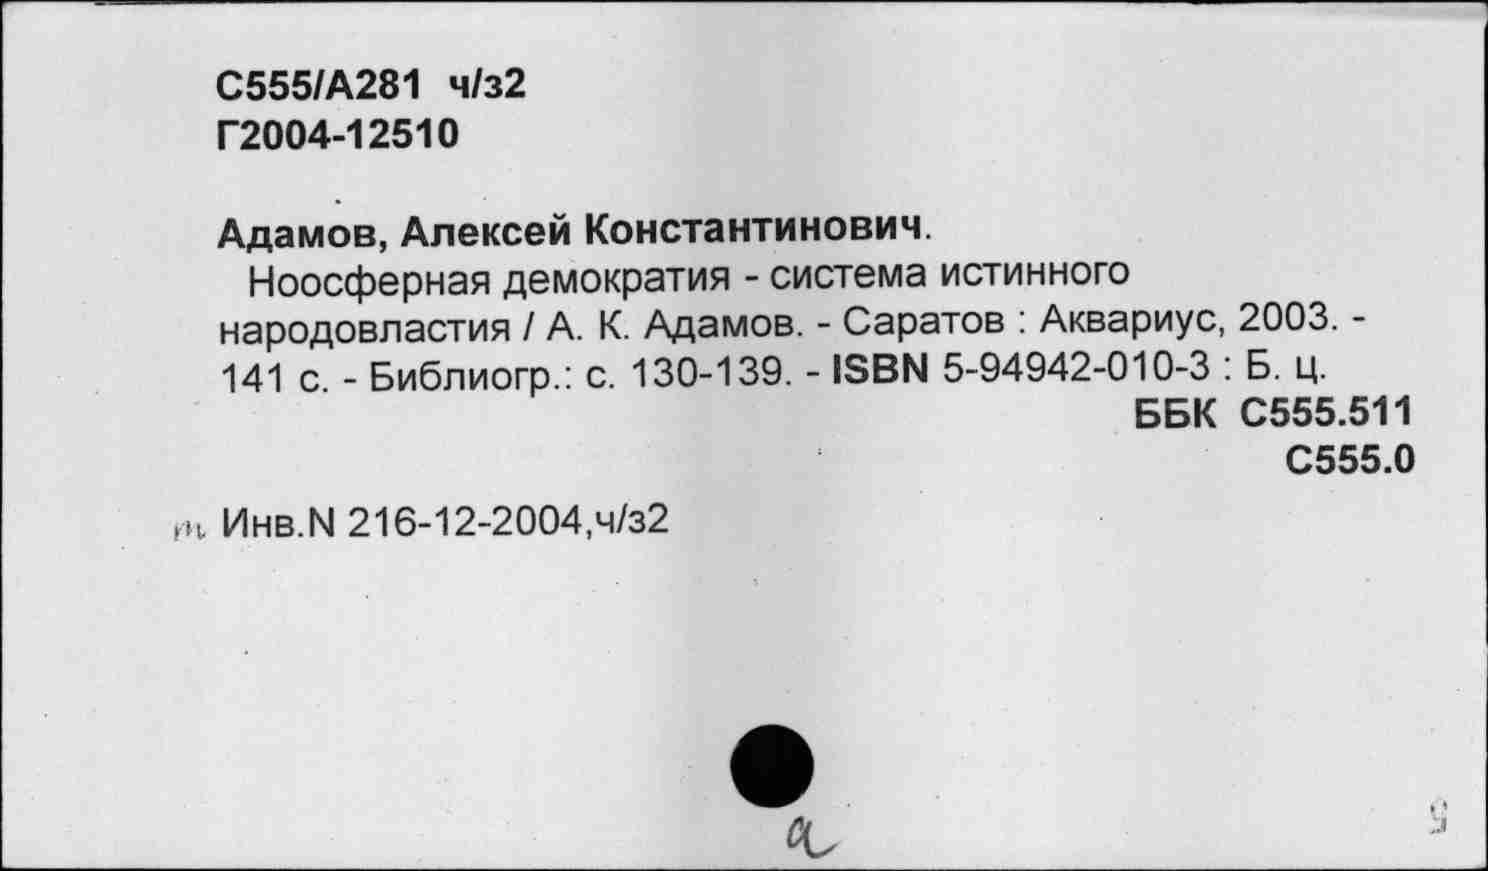 С555/А281 ч/з2
Г2004-12510
Адамов, Алексей Константинович.
Ноосферная демократия - система истинного
народовластия / А. К. Адамов. - Саратов : Аквариус, 2003. -
141 с. - Библиогр.: с. 130-139. - ISBN 5-94942-010-3 : Б. ц.
ББК С555.511
С555.0
Инв.N 216-12-2004,ч/з2
а